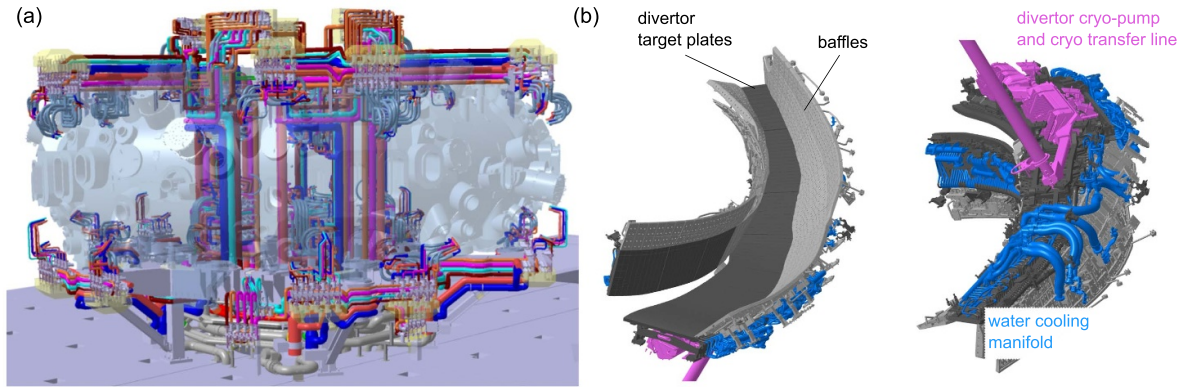 (a)
(b)
divertor
target plates
baffles
divertor cryo-pump
and cryo transfer line
water cooling
manifold